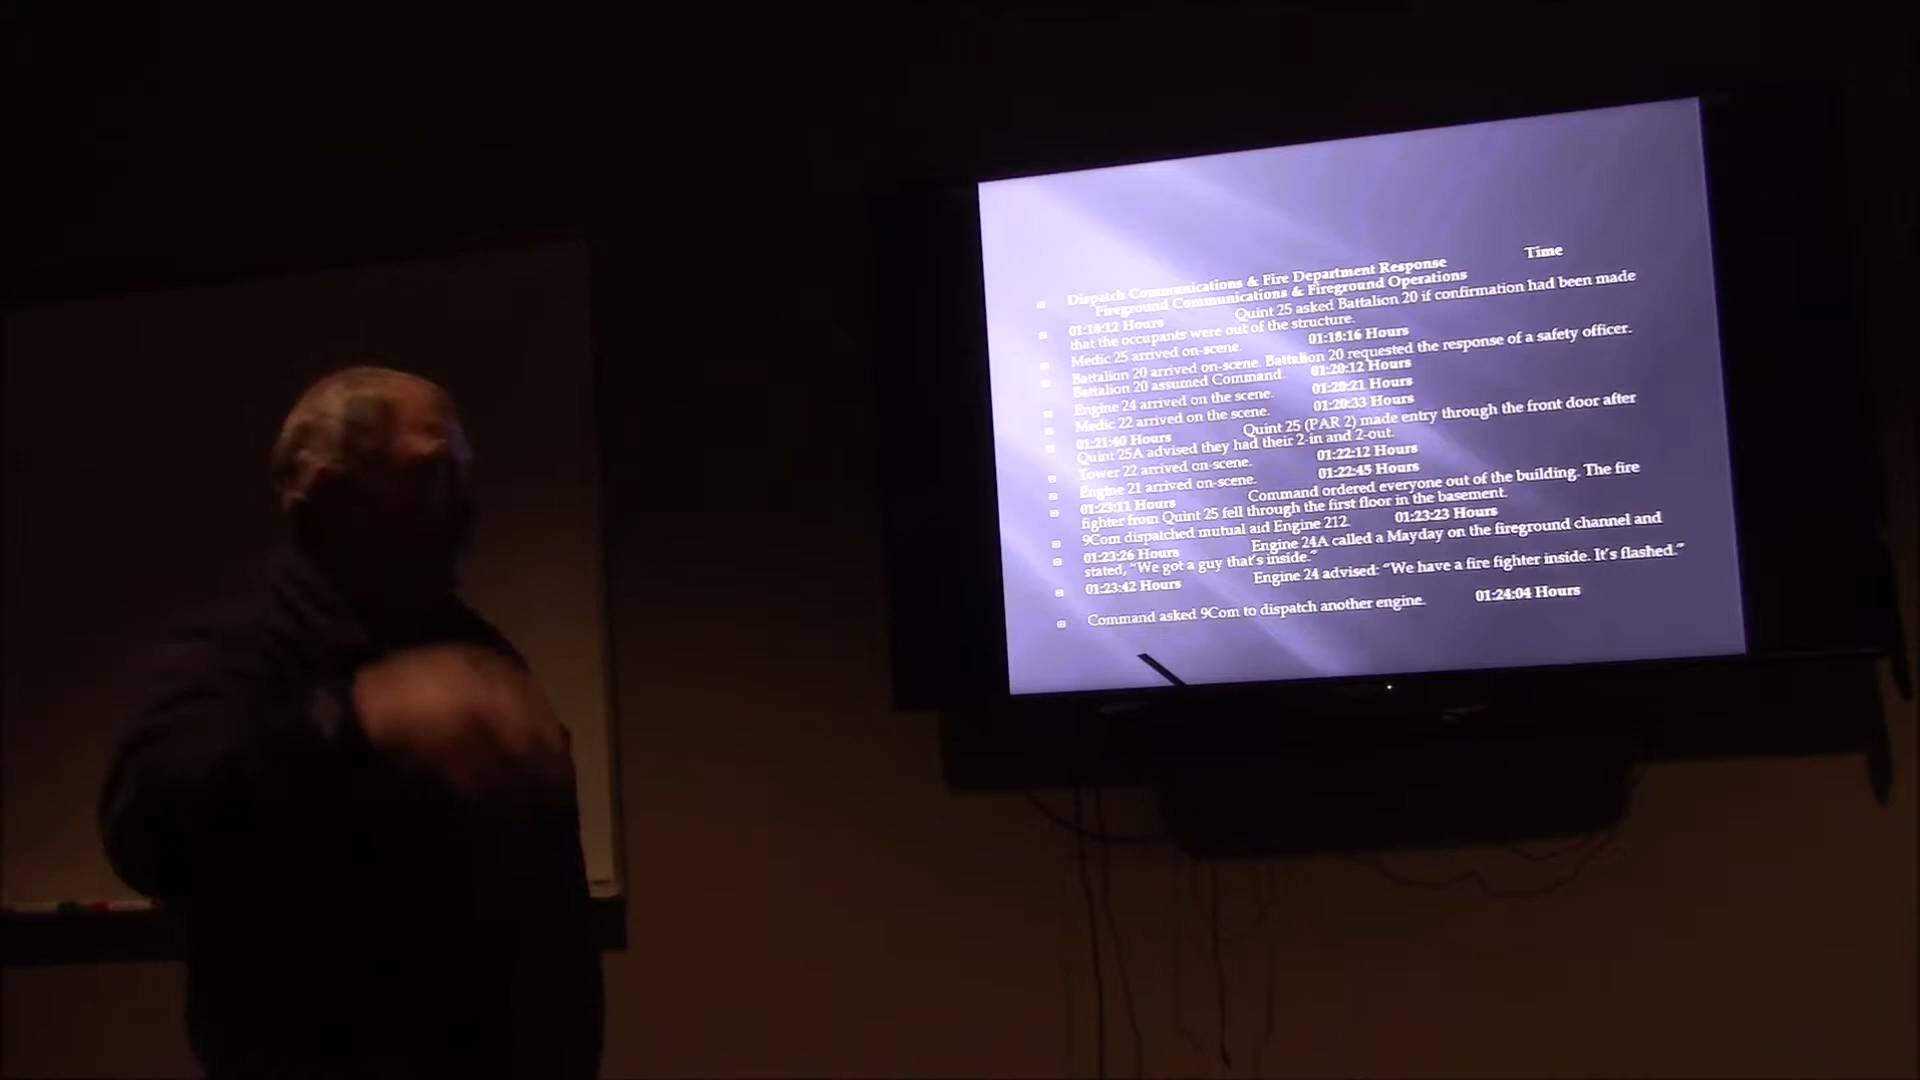 Dispatch Communications & Fire Department Response Time
Fireground Communications & Fireground Operations
01:18:12 Hours Quint 25 asked Battalion 20 if confirmation had been made
that the occupants were out of the structure.
Medic 25 arrived on-scene. 01:18:16 Hours
Battalion 20 arrived on-scene. Battalion 20 requested the response of a safety officer.
Battalion 20 assumed Command. 01:20:12 Hours
Engine 24 arrived on the scene. 01:20:21 Hours
Medic 22 arrived on the scene. 01:20:33 Hours
01:21:40 Hours Quint 25 (PAR 2) made entry through the front door after
Quint 25A advised they had their 2-in and 2-out.
Tower 22 arrived on-scene. 01:22:12 Hours
Engine 21 arrived on-scene. 01:22:45 Hours
01:23:11 Hours Command ordered everyone out of the building. The fire
fighter from Quint 25 fell through the first floor in the basement.
9Com dispatched mutual aid Engine 212 01:23:23 Hours
01:23:26 Hours Engine 24A called a Mayday on the fireground channel and
stated, "We got a guy that's inside."
01:23:42 Hours Engine 24 advised: "We have a fire fighter inside. It's flashed."
Command asked 9Com to dispatch another engine. 01:24:04 Hours